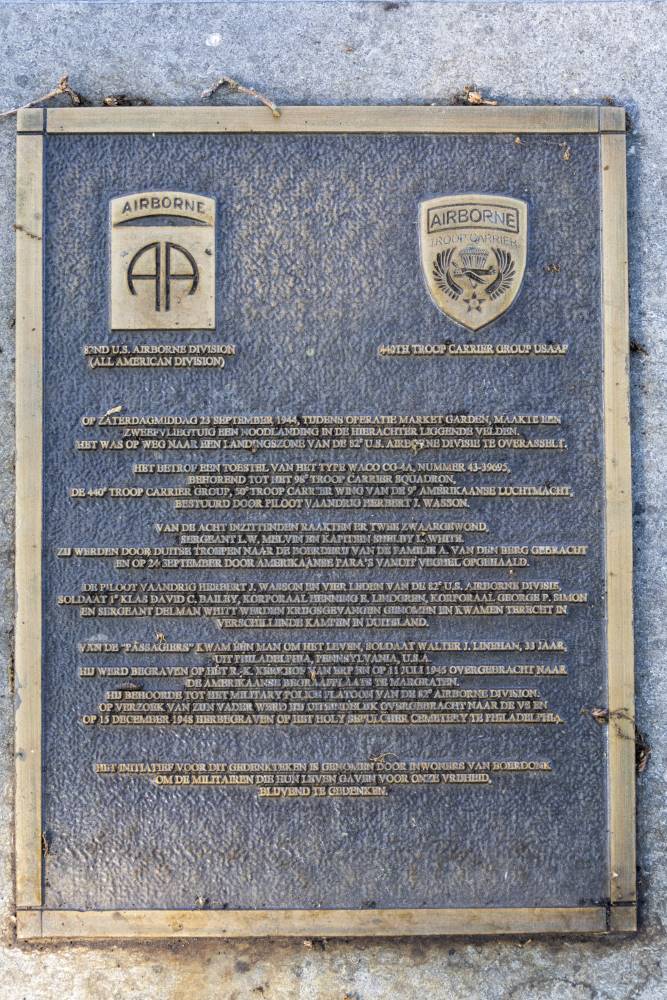 AIRBORNE
AA
AIRBORNE
TROOP CARRIER
82ND U.S. AIRBORNE DIVISION
(ALL AMERICAN DIVISION)
440TH TROOP CARRIER GROUP USAAF
OP ZATERDAGMIDDAG 23 SEPTEMBER 1944, TIJDENS OPERATIE MARKET GARDEN, MAAKTE EEN
ZWEEFVLIEGTUIG EEN NOODLANDING IN DE HIERACHTER LIGGENDE VELDEN.
HET WAS OP WEG NAAR EEN LANDINGSZONE VAN DE 82E U.S. AIRBORNE DIVISIE TE OVERASSELT.
HET BETROF EEN TOESTEL VAN HET TYPE WACO CG-4A, NUMMER 43-39695,
BEHOREND TOT HET 98E TROOP CARRIER SQUADRON,
DE 440E TROOP CARRIER GROUP, 50E TROOP CARRIER WING VAN DE 9E AMERIKAANSE LUCHTMACHT,
BESTUURD DOOR PILOOT VAANDRIG HERBERT J. WASSON.
VAN DE ACHT INZITTENDEN RAAKTEN ER TWEE ZWAARGEWOND,
SERGEANT L.W. MELVIN EN KAPITEIN SHELBY L. WHITE.
ZIJ WERDEN DOOR DUITSE TROEPEN NAAR DE BOERDERIJ VAN DE FAMILIE A. VAN DEN BERG GEBRACHT
EN OP 24 SEPTEMBER DOOR AMERIKAANSE PARA'S VANUIT VEGHEL OPGEHAALD.
DE PILOOT VAANDRIG HERBERT J. WASSON EN VIER LEDEN VAN DE 82E U.S. AIRBORNE DIVISIE,
SOLDAAT 1E KLAS DAVID C. BAILEY, KORPORAAL HENNING E. LINDGREN, KORPORAAL GEORGE P. SIMON
EN SERGEANT DELMAN WHITT WERDEN KRIJGSGEVANGEN GENOMEN EN KWAMEN TERECHT IN
VERSCHILLENDE KAMPEN IN DUITSLAND.
VAN DE "PASSAGIERS" KWAM EEN MAN OM HET LEVEN, SOLDAAT WALTER J. LINEHAN, 33 JAAR,
UIT PHILADELPHIA, PENNSYLVANIA, U.S.A.
HIJ WERD BEGRAVEN OP HET R.-K. KERKHOF VAN ERP EN OP 11 JULI 1945 OVERGEBRACHT NAAR
DE AMERIKAANSE BEGRAAFPLAATS TE MARGRATEN.
HIJ BEHOORDE TOT HET MILITARY POLICE PLATOON VAN DE 82E AIRBORNE DIVISION.
OP VERZOEK VAN ZIJN VADER WERD HIJ UITEINDELIJK OVERGEBRACHT NAAR DE VS EN
OP 15 DECEMBER 1948 HERBEGRAVEN OP HET HOLY SEPULCHER CEMETERY TE PHILADELPHIA.
HET INITIATIEF VOOR DIT GEDENKTEKEN IS GENOMEN DOOR INWONERS VAN BOERDONK
OM DE MILITAIREN DIE HUN LEVEN GAVEN VOOR ONZE VRIJHEID,
BLIJVEND TE GEDENKEN.